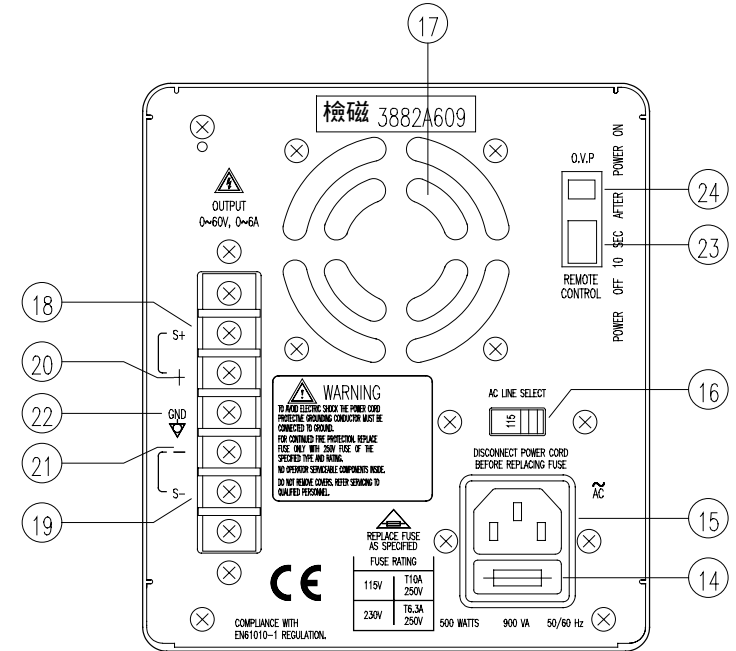 17
檢磁 3882A609
O.V.P
24
23
REMOTE
CONTROL
POWER OFF 10 SEC AFTER POWER ON
OUTPUT
0~60V, 0~6A
18
S+
20
+
22
GND
21
−
S-
19
WARNING
TO AVOID ELECTRIC SHOCK THE POWER CORD
PROTECTIVE GROUNDING CONDUCTOR MUST BE
CONNECTED TO GROUND.
FOR CONTINUED FIRE PROTECTION. REPLACE
FUSE ONLY WITH 250V FUSE OF THE
SPECIFIED TYPE AND RATING.
NO OPERATOR SERVICEABLE COMPONENTS INSIDE.
DO NOT REMOVE COVERS. REFER SERVICING TO
QUALIFIED PERSONNEL.
AC LINE SELECT
115
16
DISCONNECT POWER CORD
BEFORE REPLACING FUSE
AC
15
14
REPLACE FUSE
AS SPECIFIED
FUSE RATING
115V T10A 250V
230V T6.3A 250V
CE
COMPLIANCE WITH
EN61010-1 REGULATION.
500 WATTS 900 VA 50/60 Hz